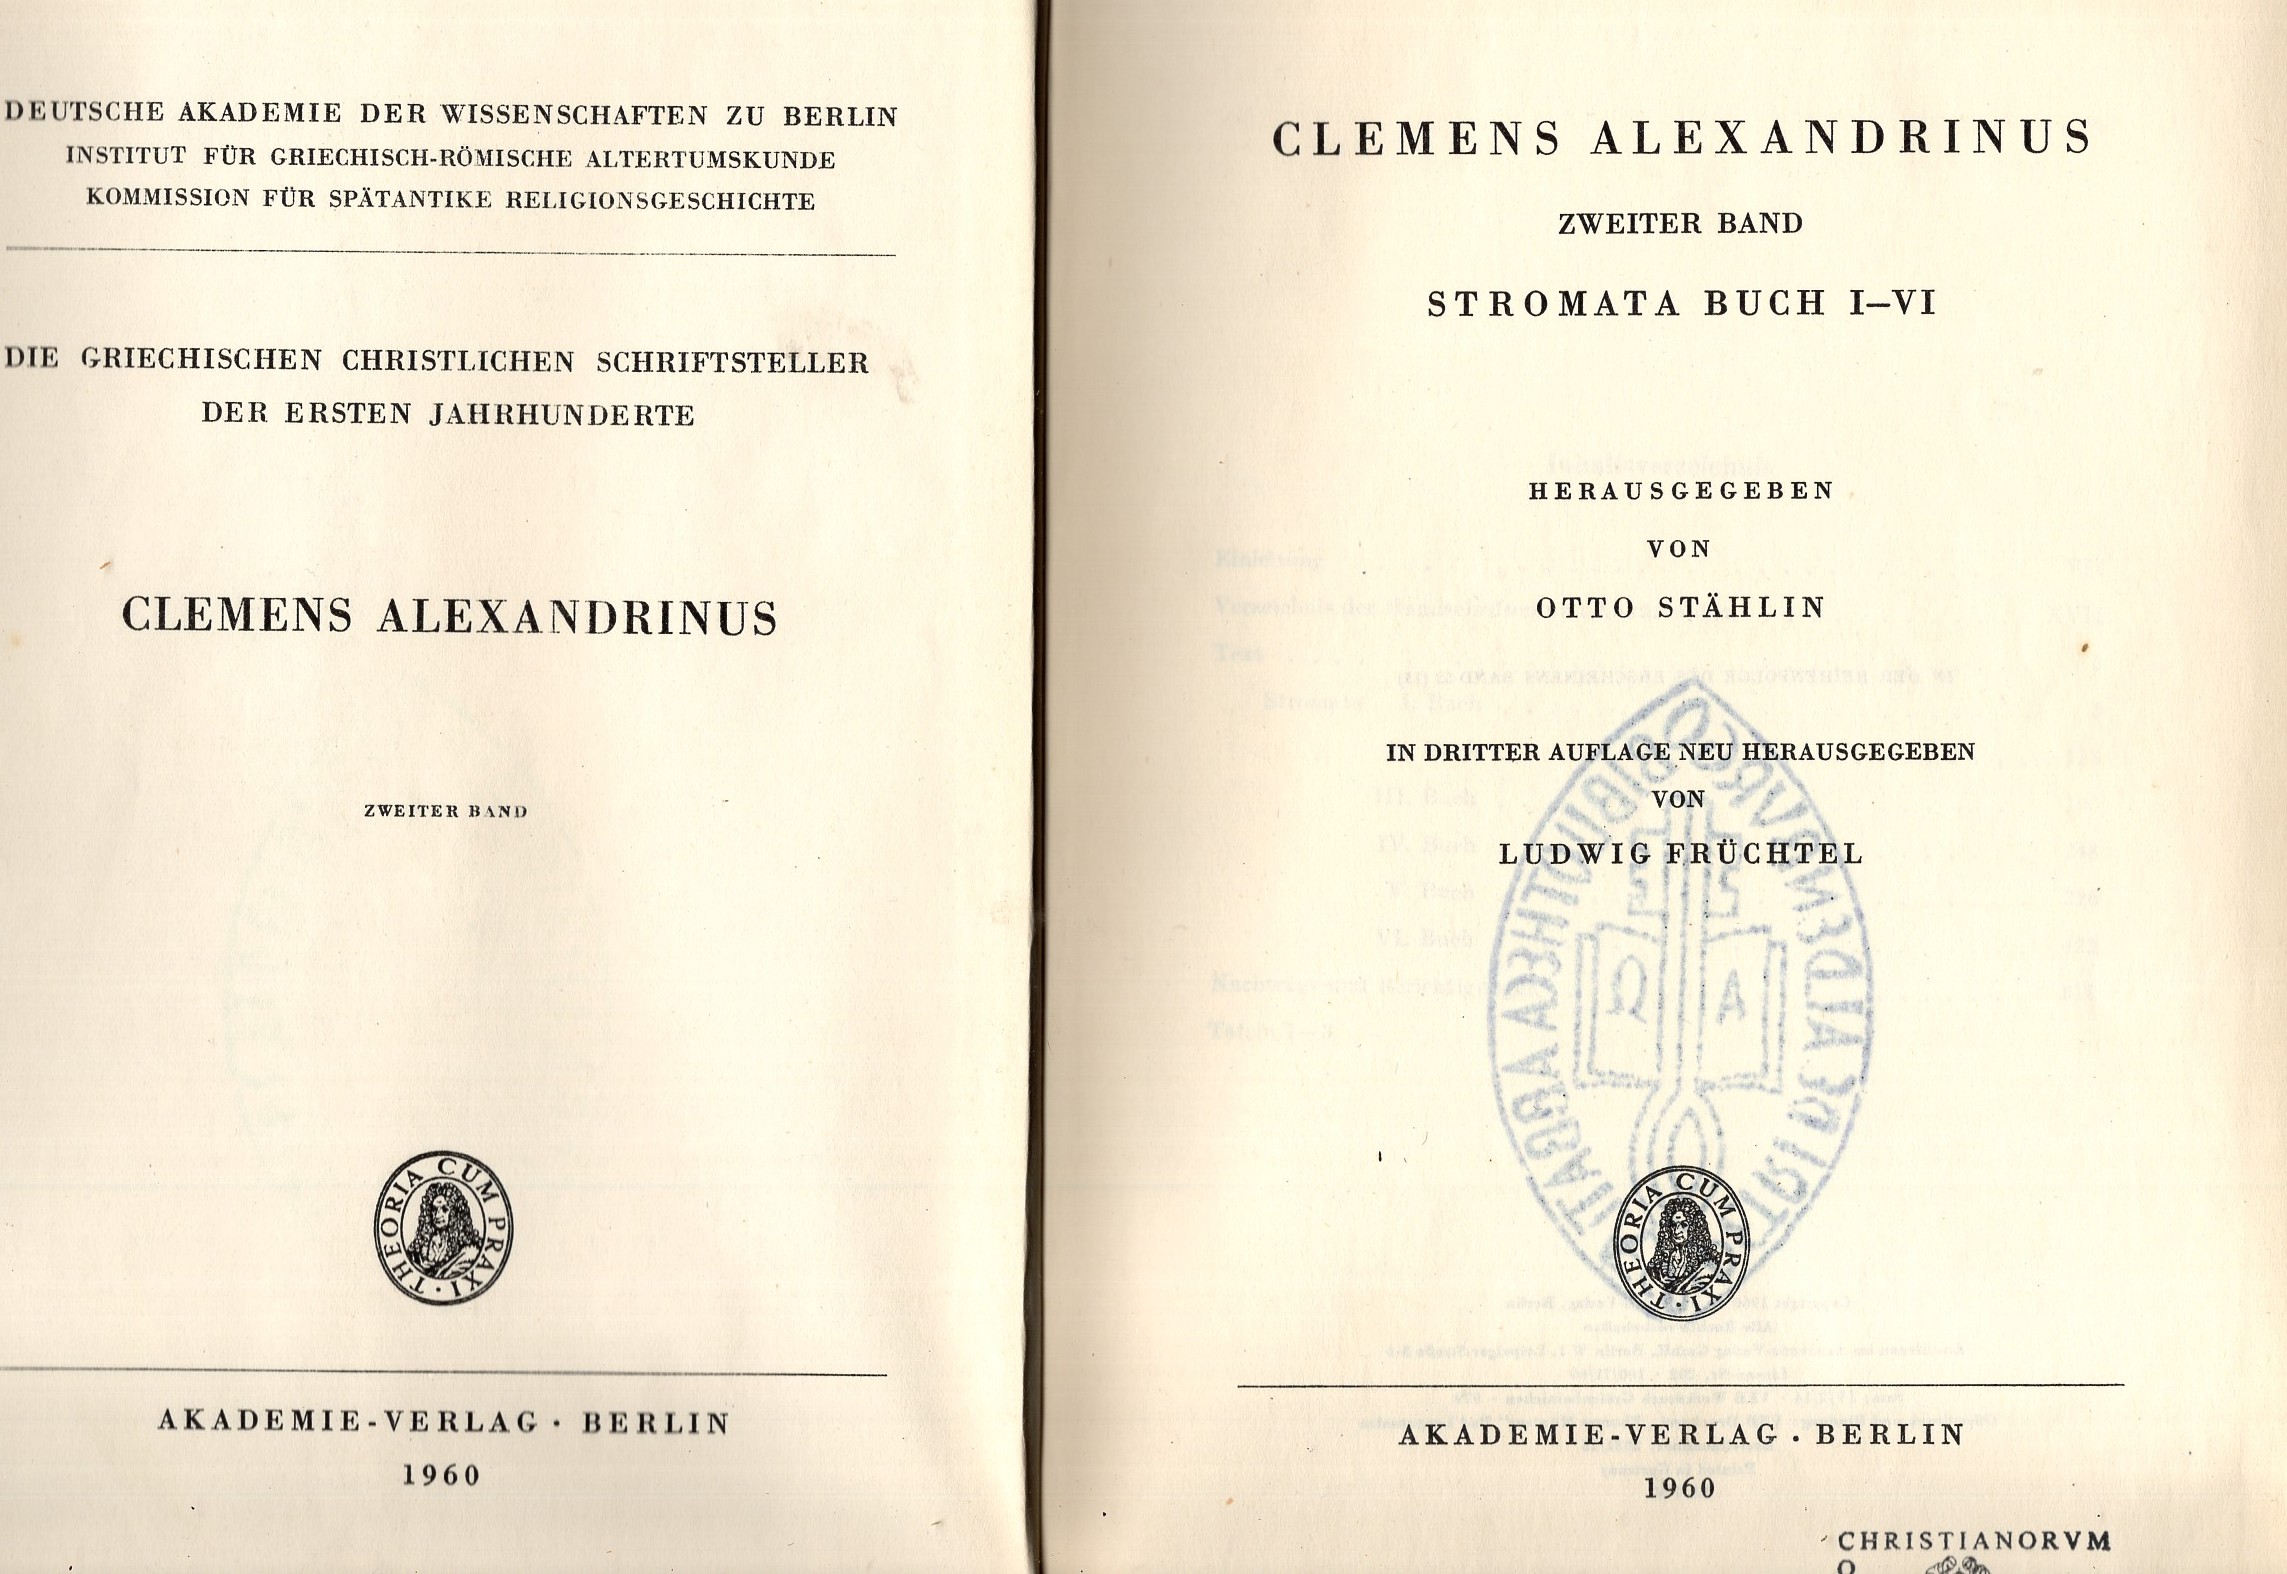 DEUTSCHE AKADEMIE DER WISSENSCHAFTEN ZU BERLIN
INSTITUT FÜR GRIECHISCH-RÖMISCHE ALTERTUMSKUNDE
KOMMISSION FÜR SPÄTANTIKE RELIGIONSGESCHICHTE
DIE GRIECHISCHEN CHRISTLICHEN SCHRIFTSTELLER
DER ERSTEN JAHRHUNDERTE
CLEMENS ALEXANDRINUS
ZWEITER BAND
THEORIA CUM PRAXI
AKADEMIE-VERLAG · BERLIN
1960
CLEMENS ALEXANDRINUS
ZWEITER BAND
STROMATA BUCH I–VI
HERAUSGEGEBEN
VON
OTTO STÄHLIN
IN DRITTER AUFLAGE NEU HERAUSGEGEBEN
VON
LUDWIG FRÜCHTEL
Ω A
THEORIA CUM PRAXI
AKADEMIE-VERLAG · BERLIN
1960
CHRISTIANORVM